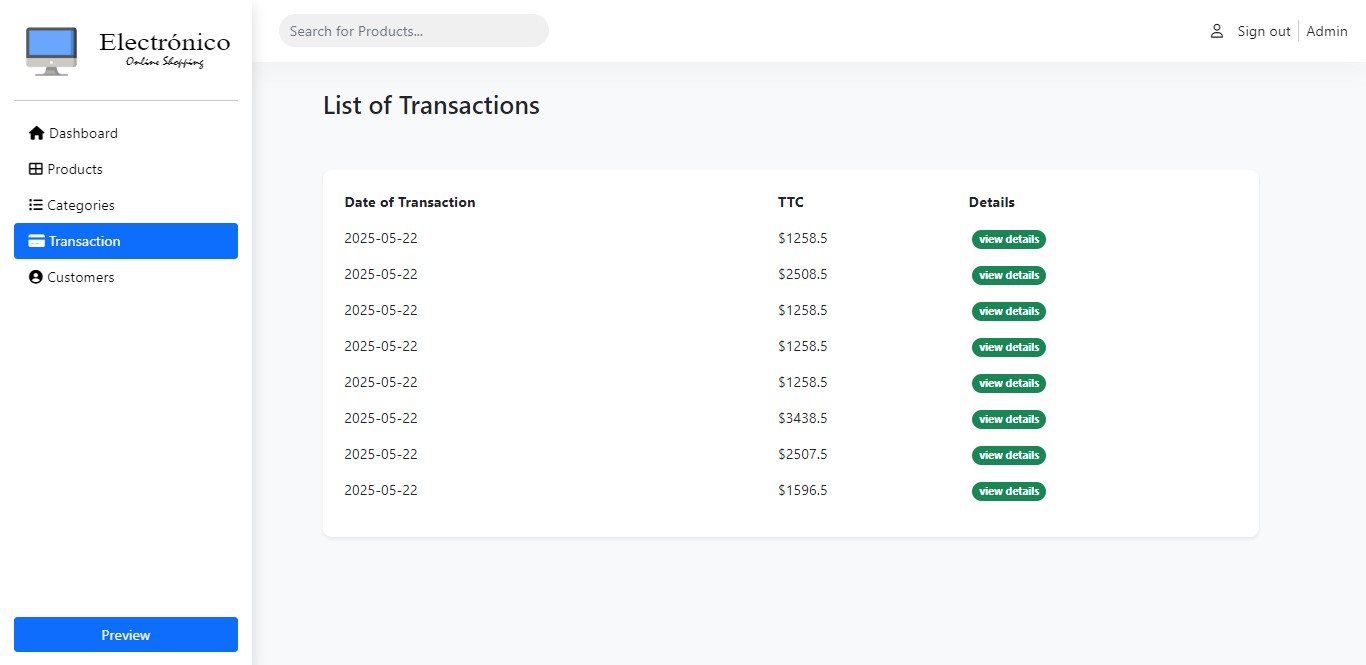 Electrónico
Online Shopping
Search for Products...
Sign out
Admin
Dashboard
Products
Categories
Transaction
Customers
Preview
List of Transactions
Date of Transaction TTC Details
2025-05-22 $1258.5 view details
2025-05-22 $2508.5 view details
2025-05-22 $1258.5 view details
2025-05-22 $1258.5 view details
2025-05-22 $1258.5 view details
2025-05-22 $3438.5 view details
2025-05-22 $2507.5 view details
2025-05-22 $1596.5 view details